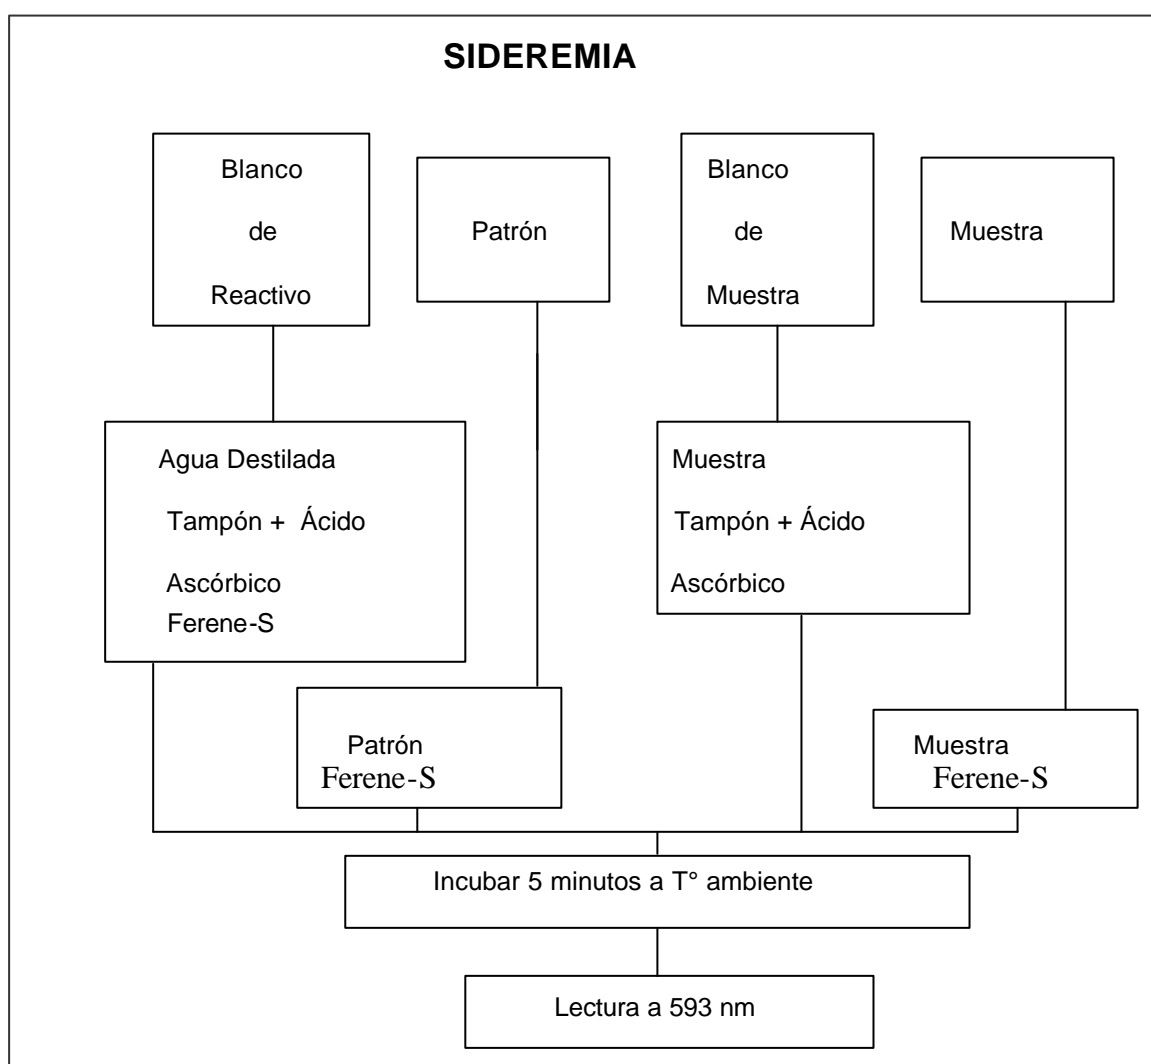 SIDEREMIA
Blanco
de
Reactivo
Patrón
Blanco
de
Muestra
Muestra
Agua Destilada
Tampón + Ácido
Ascórbico
Ferene-S
Muestra
Tampón + Ácido
Ascórbico
Patrón
Ferene-S
Muestra
Ferene-S
Incubar 5 minutos a T° ambiente
Lectura a 593 nm